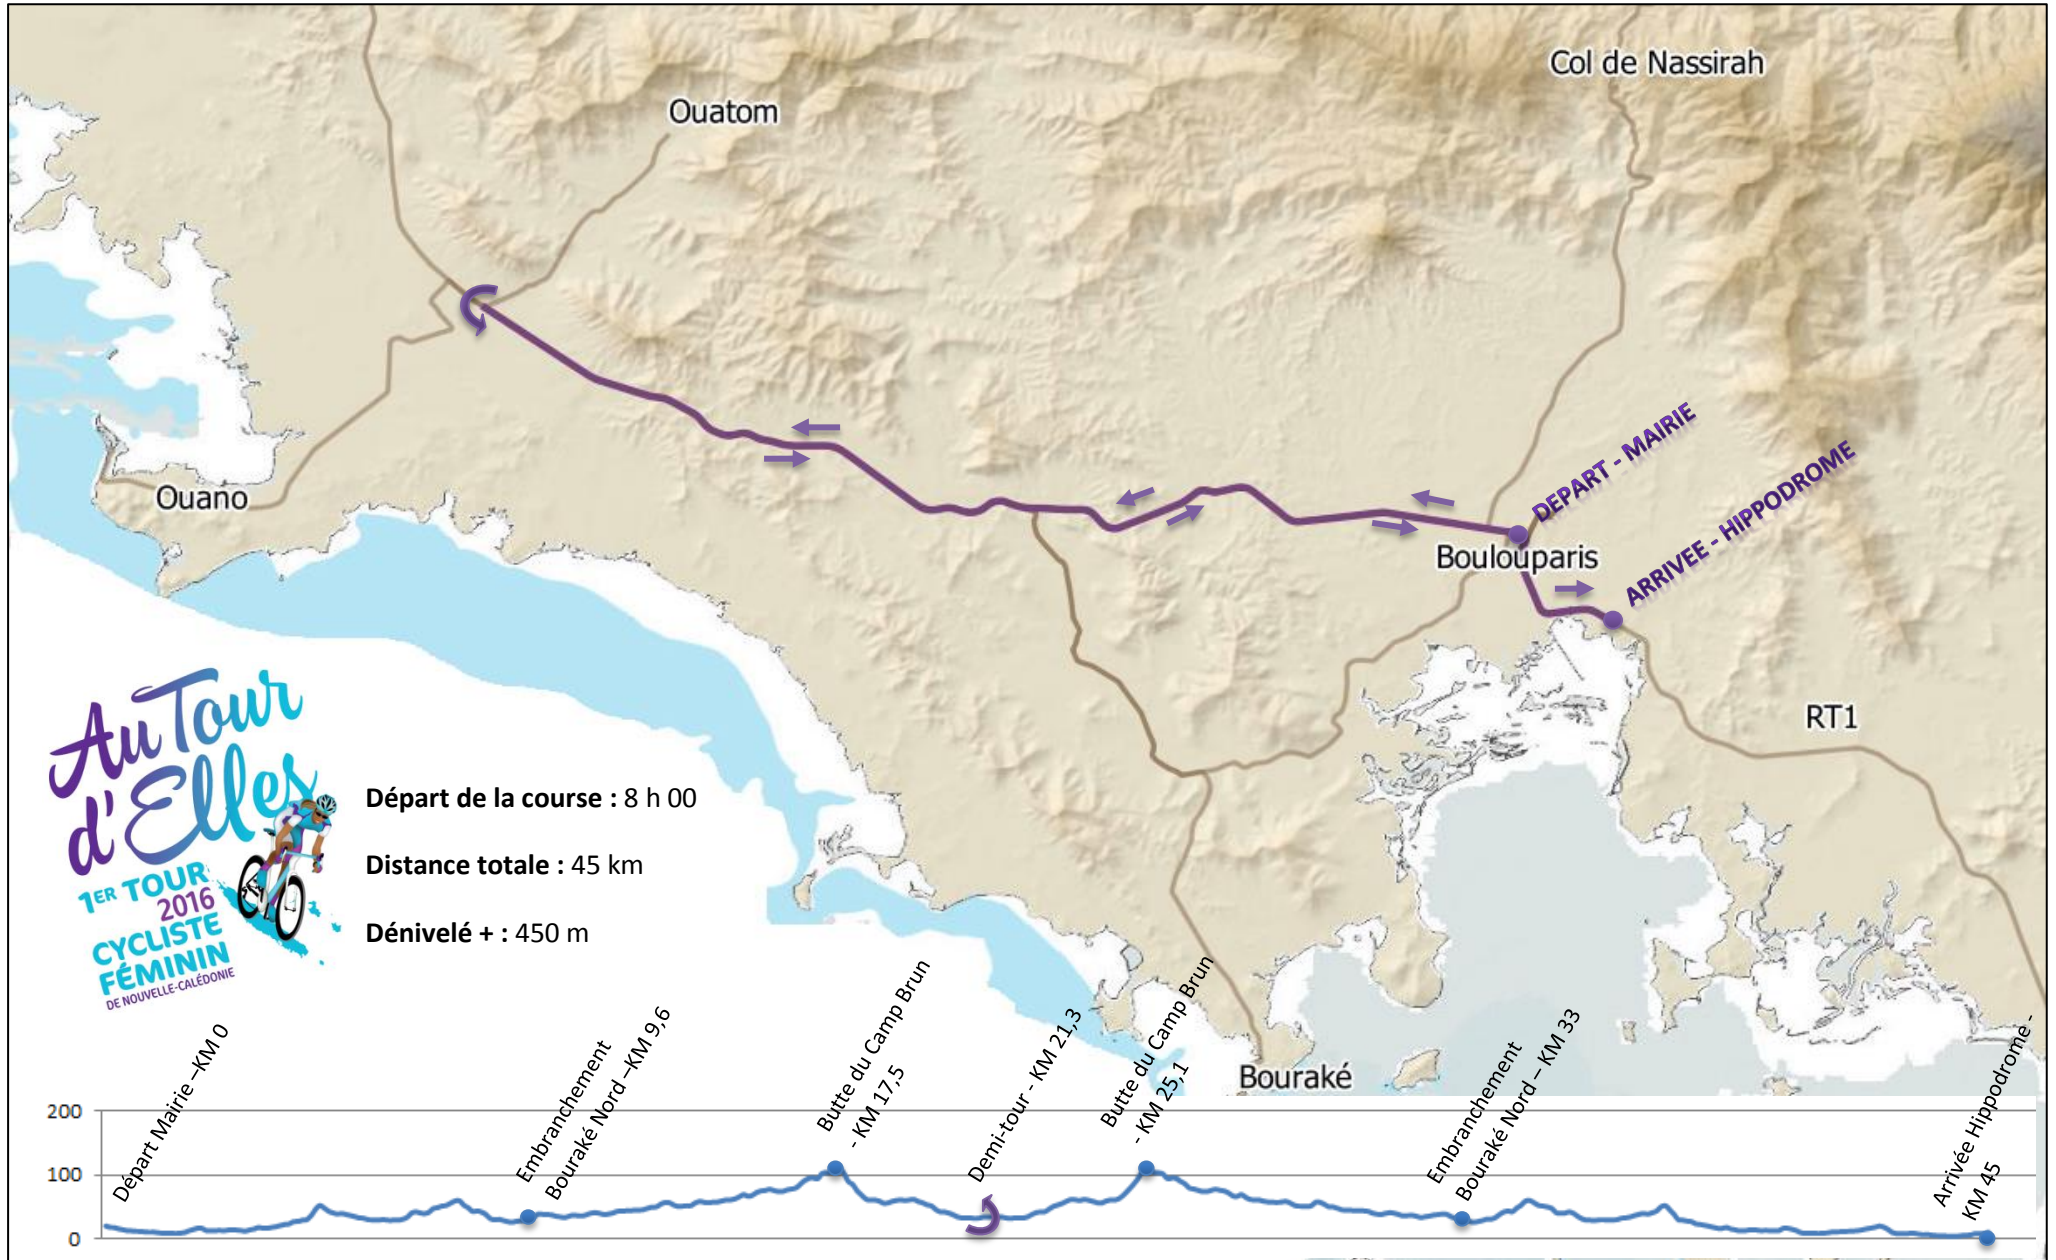 Col de Nassirah
Ouatom
DEPART - MAIRIE
ARRIVEE - HIPPODROME
Ouano
Boulouparis
RT1
Au Tour
d'Elles
1ER TOUR
2016
CYCLISTE
FÉMININ
DE NOUVELLE-CALÉDONIE
Départ de la course : 8 h 00
Distance totale : 45 km
Dénivelé + : 450 m
Bouraké
200
100
0
Départ Mairie –KM 0
Embranchement
Bouraké Nord –KM 9,6
Butte du Camp Brun
- KM 17,5
Demi-tour - KM 21,3
Butte du Camp Brun
- KM 25,1
Embranchement
Bouraké Nord – KM 33
Arrivée Hippodrome -
KM 45